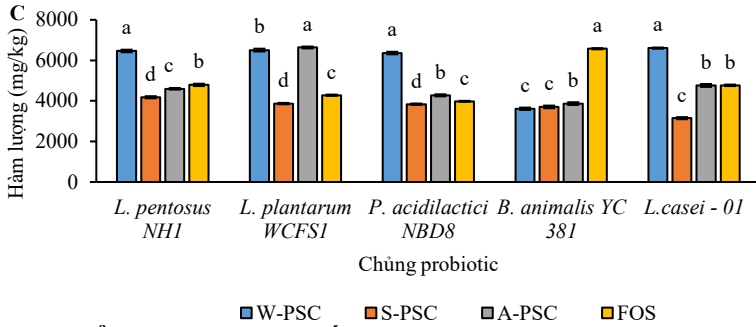 C
Hàm lượng (mg/kg)
8000
6000
4000
2000
0
a d c b
b d a c
a d b c
c b b a
a c b b
L. pentosus NH1
L. plantarum WCFS1
P. acidilactici NBD8
B. animalis YC 381
L.casei - 01
Chủng probiotic
W-PSC S-PSC A-PSC FOS